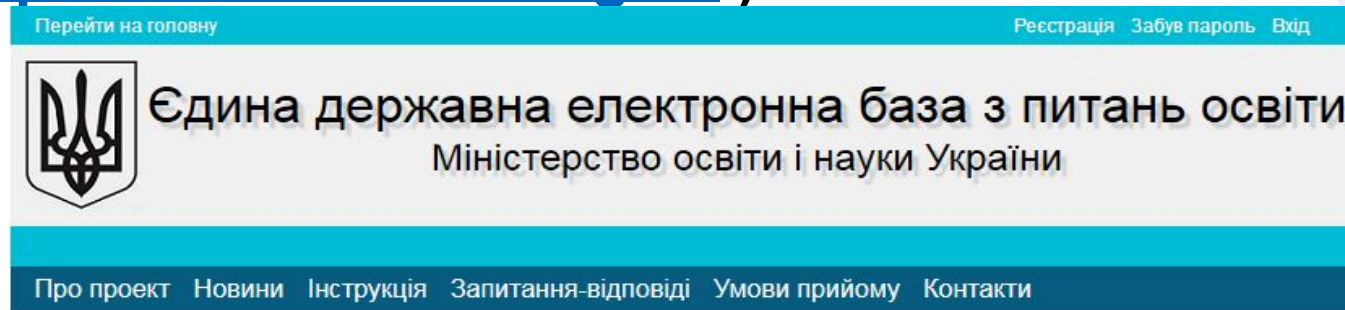 Перейти на головну Реєстрація Забув пароль Вхід
Єдина державна електронна база з питань освіти
Міністерство освіти і науки України
Про проект Новини Інструкція Запитання-відповіді Умови прийому Контакти